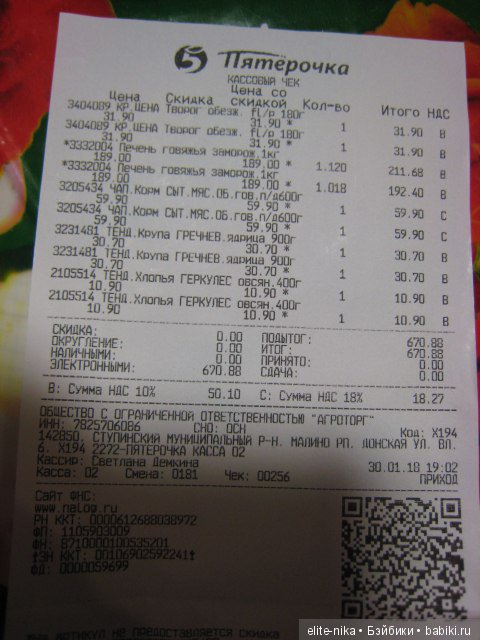 5 Пятёрочка
КАССОВЫЙ ЧЕК
Цена Скидка Цена со скидкой Кол-во Итого НДС
3404089 КР.ЦЕНА Творог обезж. fl/p 180г
31.90 31.90 * 1 31.90 B
3404089 КР.ЦЕНА Творог обезж. fl/p 180г
31.90 31.90 * 1 31.90 B
*3332004 Печень говяжья заморож.1кг
189.00 189.00 * 1.120 211.68 B
*3332004 Печень говяжья заморож.1кг
189.00 189.00 * 1.018 192.40 B
3205434 ЧАП.Корм СЫТ.МЯС.ОБ.гов.п/д600г
59.90 59.90 * 1 59.90 C
3205434 ЧАП.Корм СЫТ.МЯС.ОБ.гов.п/д600г
59.90 59.90 * 1 59.90 C
3231481 ТЕНД.Крупа ГРЕЧНЕВ.ядрица 900г
30.70 30.70 * 1 30.70 B
3231481 ТЕНД.Крупа ГРЕЧНЕВ.ядрица 900г
30.70 30.70 * 1 30.70 B
2105514 ТЕНД.Хлопья ГЕРКУЛЕС овсян.400г
10.90 10.90 * 1 10.90 B
2105514 ТЕНД.Хлопья ГЕРКУЛЕС овсян.400г
10.90 10.90 * 1 10.90 B
СКИДКА: 0.00 ПОДЫТОГ: 670.88
ОКРУГЛЕНИЕ: 0.00 ИТОГ: 670.88
НАЛИЧНЫМИ: 0.00 ПРИНЯТО: 0.00
ЭЛЕКТРОННЫМИ: 670.88 СДАЧА: 0.00
B: Сумма НДС 10% 50.10 C: Сумма НДС 18% 18.27
ОБЩЕСТВО С ОГРАНИЧЕННОЙ ОТВЕТСТВЕННОСТЬЮ "АГРОТОРГ"
ИНН: 7825706086 СНО: ОСН Код: X194
142850, СТУПИНСКИЙ МУНИЦИПАЛЬНЫЙ Р-Н. МАЛИНО РП. ДОНСКАЯ УЛ. ВЛ.
6. X194 2272-ПЯТЕРОЧКА КАССА 02
Кассир: Светлана Демкина 30.01.18 19:02
Касса: 02 Смена: 0181 Чек: 00256 ПРИХОД
Сайт ФНС:
www.nalog.ru
РН ККТ: 0000612688038972
ФП: 1105903009
ФН: 8710000100535201
†ЗН ККТ: 00106902592241†
ФД: 0000059699
артикул не предоставляется скидка
elite-nika • Бэйбики • babiki.ru